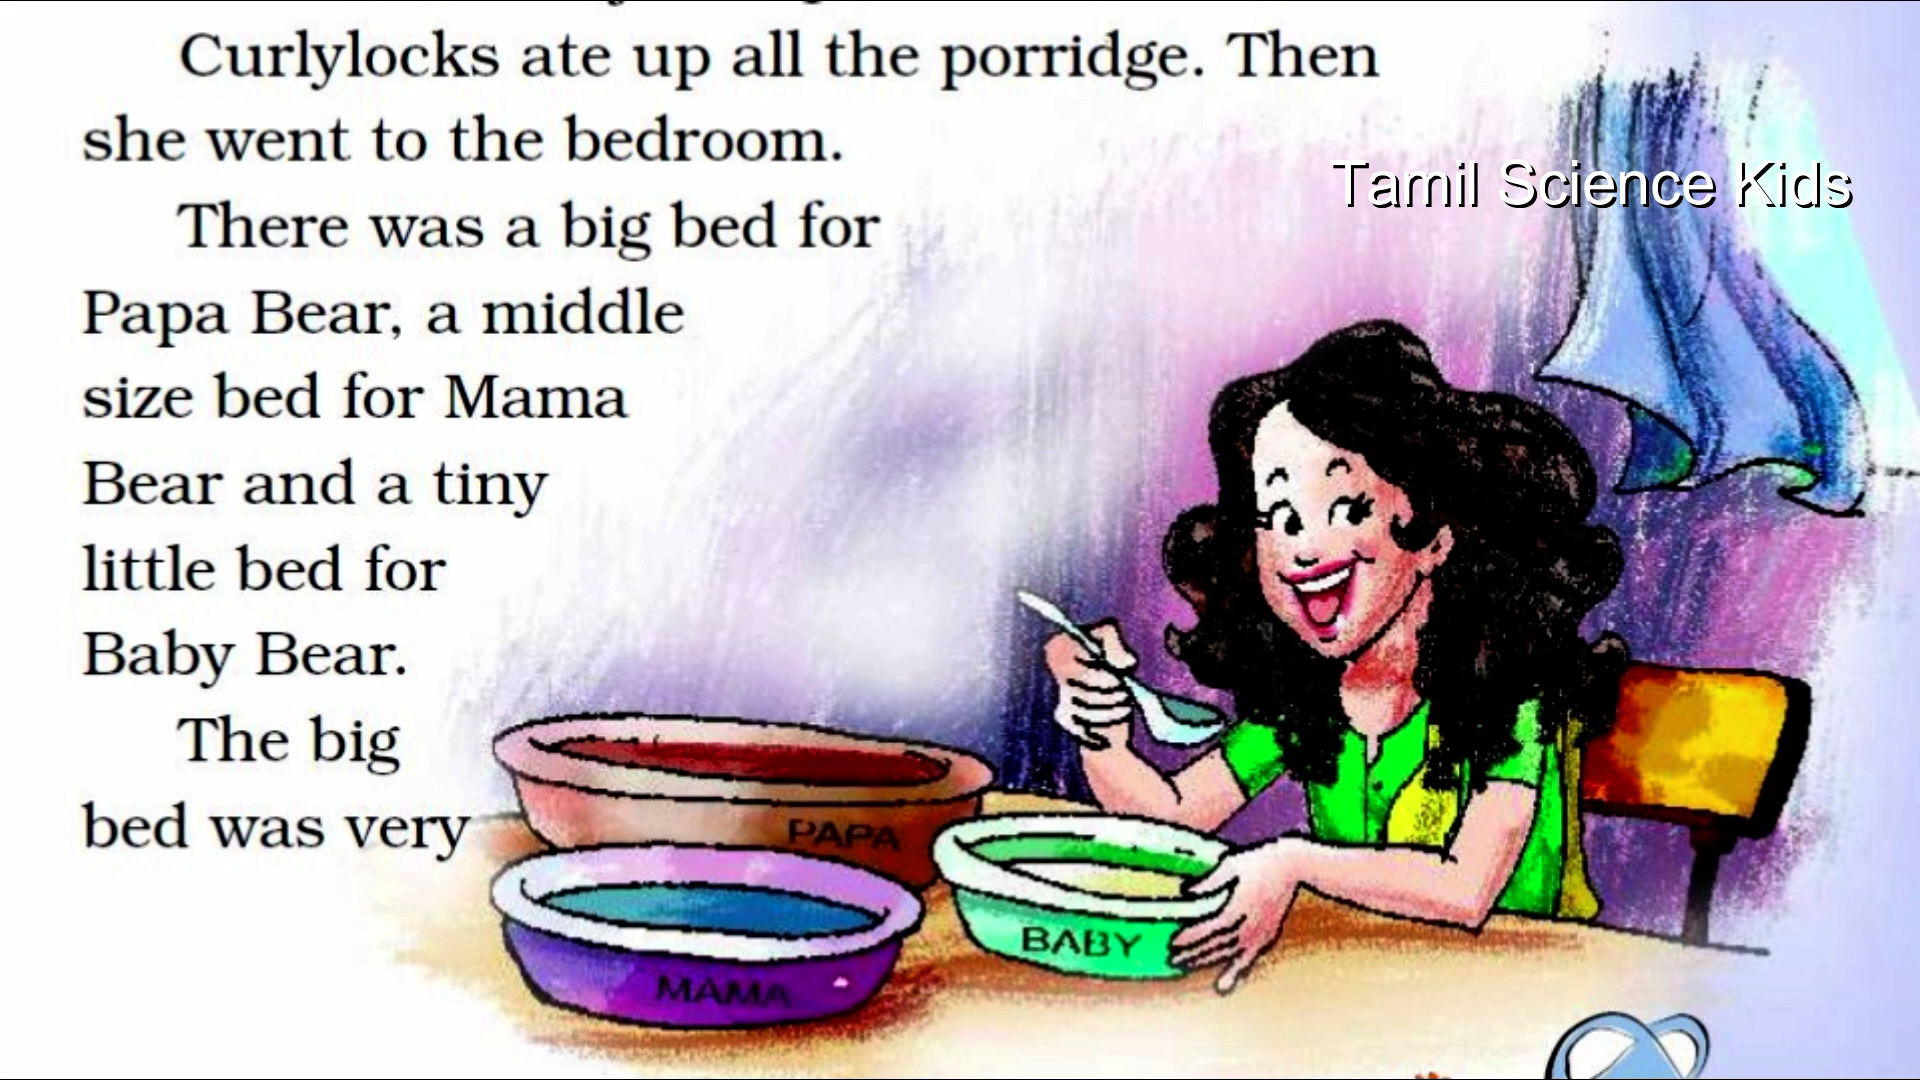 Curlylocks ate up all the porridge. Then
she went to the bedroom.
There was a big bed for
Papa Bear, a middle
size bed for Mama
Bear and a tiny
little bed for
Baby Bear.
The big
bed was very
Tamil Science Kids
PAPA
BABY
MAMA